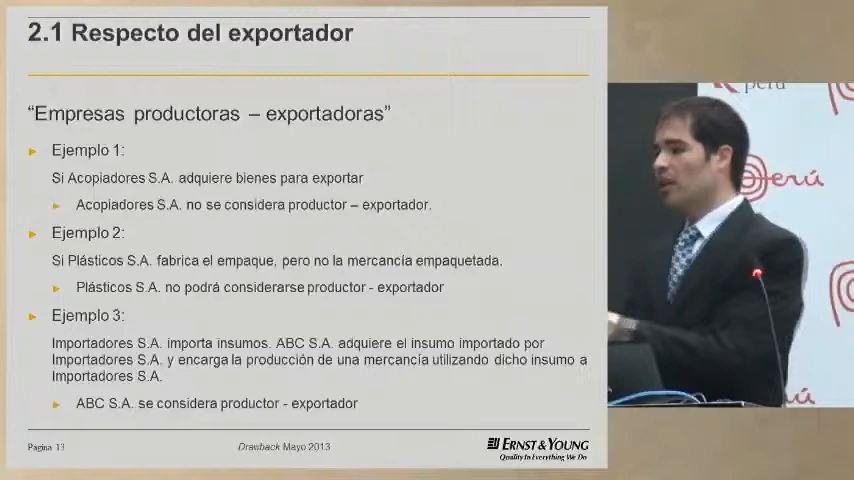 2.1 Respecto del exportador
“Empresas productoras – exportadoras”
Ejemplo 1:
Si Acopiadores S.A. adquiere bienes para exportar
Acopiadores S.A. no se considera productor – exportador.
Ejemplo 2:
Si Plásticos S.A. fabrica el empaque, pero no la mercancía empaquetada.
Plásticos S.A. no podrá considerarse productor - exportador
Ejemplo 3:
Importadores S.A. importa insumos. ABC S.A. adquiere el insumo importado por
Importadores S.A. y encarga la producción de una mercancía utilizando dicho insumo a
Importadores S.A.
ABC S.A. se considera productor - exportador
Página 13
Drawback Mayo 2013
ERNST & YOUNG
Quality In Everything We Do
perú
Perú